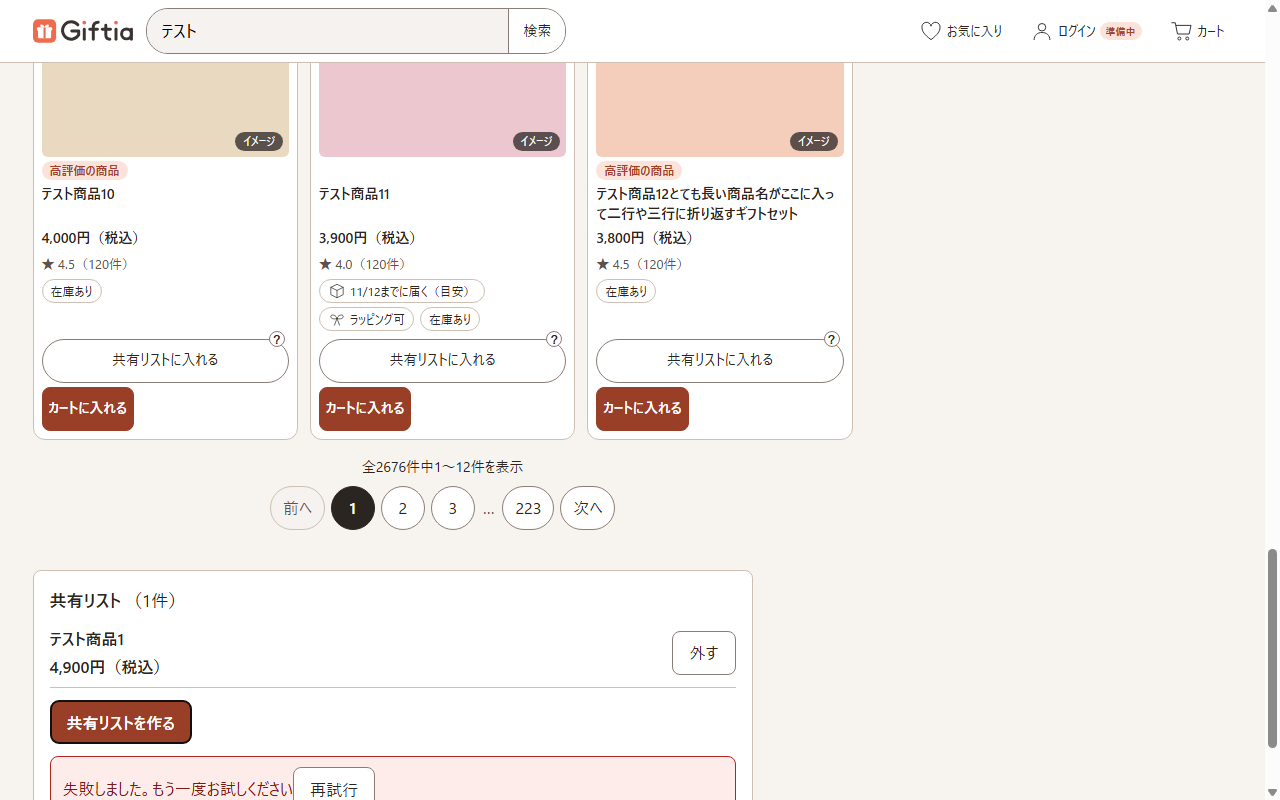 Giftia
テスト
検索
お気に入り
ログイン 準備中
カート
イメージ
イメージ
イメージ
高評価の商品
テスト商品10
4,000円（税込）
★ 4.5（120件）
在庫あり
?
共有リストに入れる
カートに入れる
テスト商品11
3,900円（税込）
★ 4.0（120件）
11/12までに届く（目安）
ラッピング可
在庫あり
?
共有リストに入れる
カートに入れる
高評価の商品
テスト商品12とても長い商品名がここに入っ
て二行や三行に折り返すギフトセット
3,800円（税込）
★ 4.5（120件）
在庫あり
?
共有リストに入れる
カートに入れる
全2676件中1～12件を表示
前へ 1 2 3 … 223 次へ
共有リスト （1件）
テスト商品1
4,900円（税込）
外す
共有リストを作る
失敗しました。もう一度お試しください
再試行